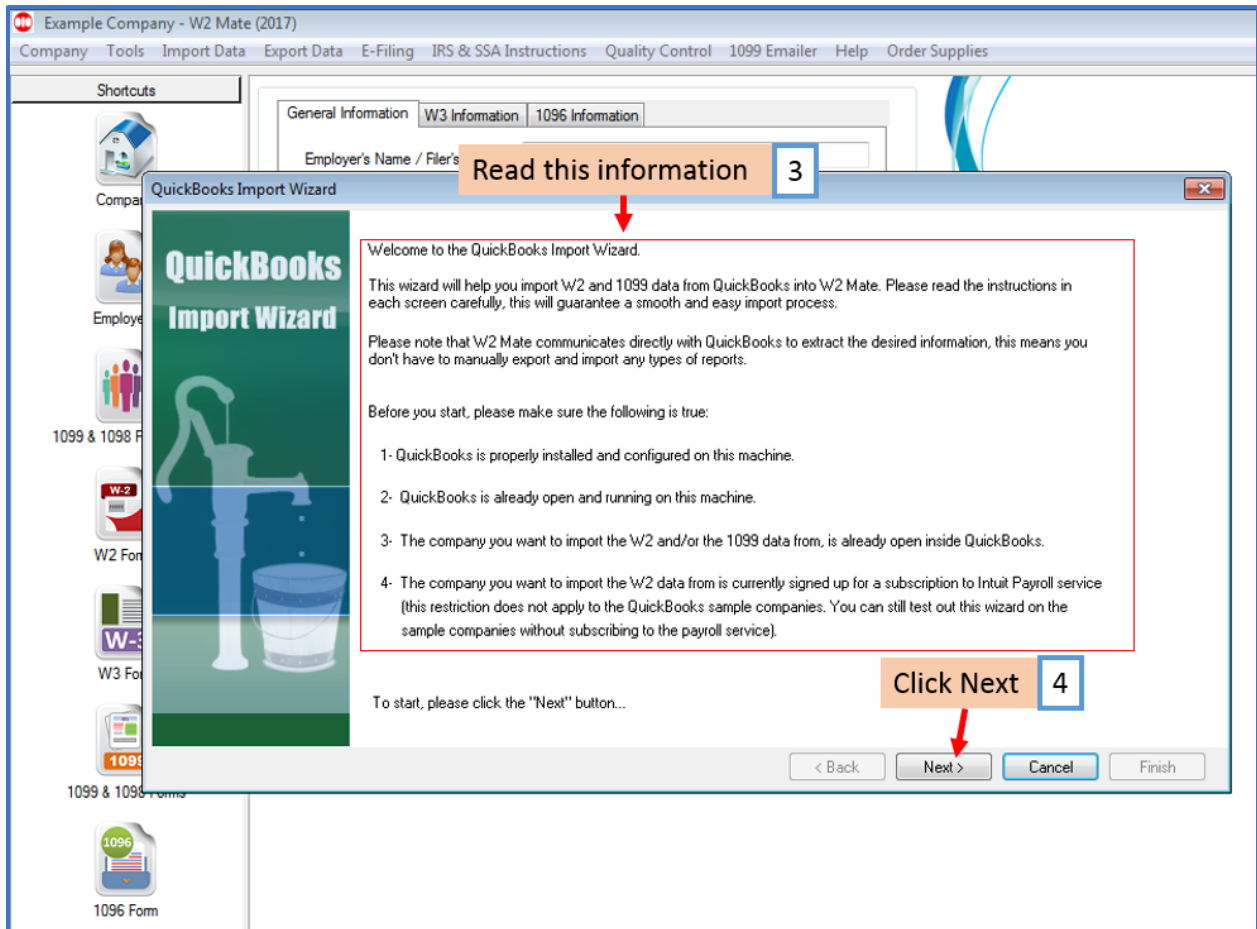 Example Company - W2 Mate (2017)
Company Tools Import Data Export Data E-Filing IRS & SSA Instructions Quality Control 1099 Emailer Help Order Supplies
Shortcuts
General Information W3 Information 1096 Information
Employer's Name / Filer's
Read this information 3
QuickBooks Import Wizard
QuickBooks
Import Wizard
Welcome to the QuickBooks Import Wizard.
This wizard will help you import W2 and 1099 data from QuickBooks into W2 Mate. Please read the instructions in
each screen carefully, this will guarantee a smooth and easy import process.
Please note that W2 Mate communicates directly with QuickBooks to extract the desired information, this means you
don't have to manually export and import any types of reports.
Before you start, please make sure the following is true:
1- QuickBooks is properly installed and configured on this machine.
2- QuickBooks is already open and running on this machine.
3- The company you want to import the W2 and/or the 1099 data from, is already open inside QuickBooks.
4- The company you want to import the W2 data from is currently signed up for a subscription to Intuit Payroll service
(this restriction does not apply to the QuickBooks sample companies. You can still test out this wizard on the
sample companies without subscribing to the payroll service).
To start, please click the "Next" button...
Click Next 4
< Back Next > Cancel Finish
Compa
Employe
1099 & 1098 F
W-2
W2 For
W-3
W3 Fo
1099
1099 & 1098 Forms
1096
1096 Form